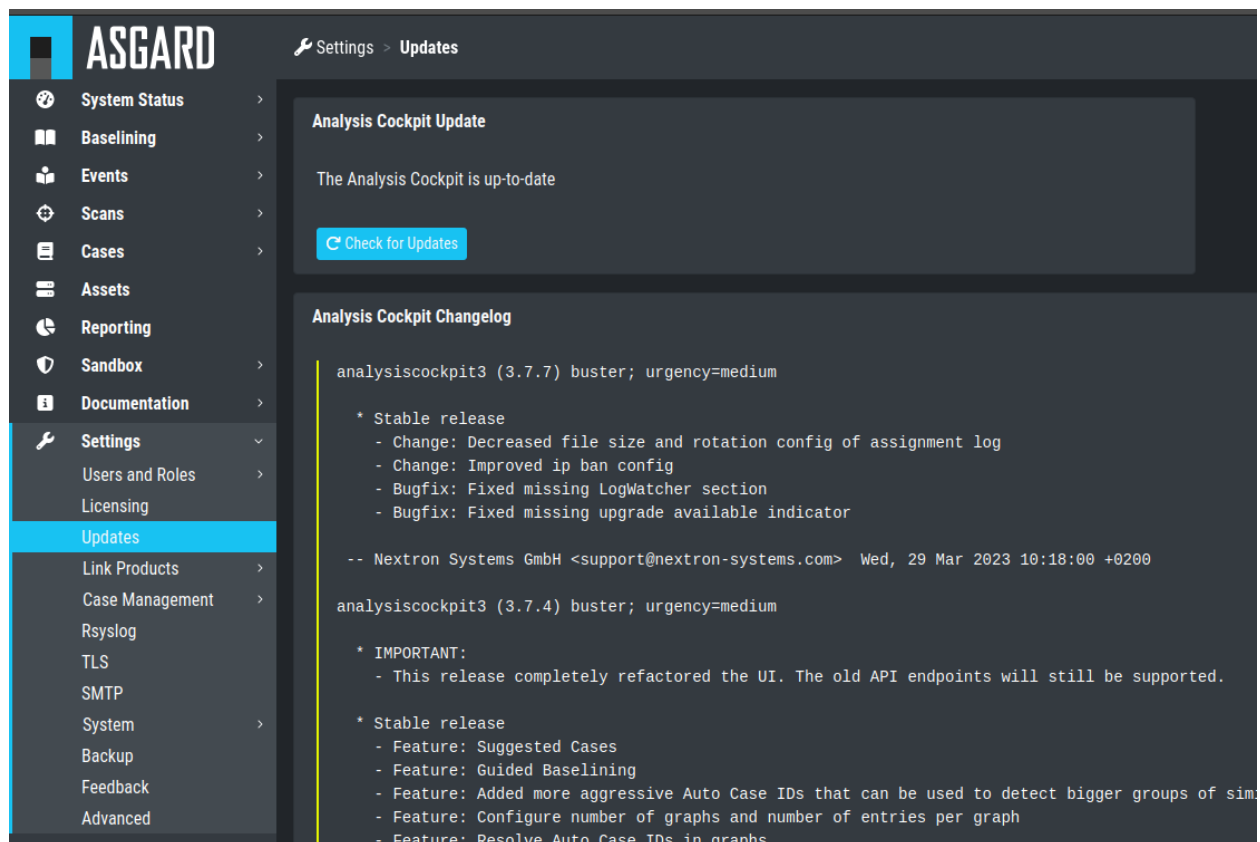 ASGARD
Settings > Updates
System Status
Baselining
Events
Scans
Cases
Assets
Reporting
Sandbox
Documentation
Settings
Users and Roles
Licensing
Updates
Link Products
Case Management
Rsyslog
TLS
SMTP
System
Backup
Feedback
Advanced
Analysis Cockpit Update
The Analysis Cockpit is up-to-date
Check for Updates
Analysis Cockpit Changelog
analysiscockpit3 (3.7.7) buster; urgency=medium
* Stable release
- Change: Decreased file size and rotation config of assignment log
- Change: Improved ip ban config
- Bugfix: Fixed missing LogWatcher section
- Bugfix: Fixed missing upgrade available indicator
-- Nextron Systems GmbH <support@nextron-systems.com>  Wed, 29 Mar 2023 10:18:00 +0200
analysiscockpit3 (3.7.4) buster; urgency=medium
* IMPORTANT:
- This release completely refactored the UI. The old API endpoints will still be supported.
* Stable release
- Feature: Suggested Cases
- Feature: Guided Baselining
- Feature: Added more aggressive Auto Case IDs that can be used to detect bigger groups of sim
- Feature: Configure number of graphs and number of entries per graph
- Feature: Resolve Auto Case IDs in graphs